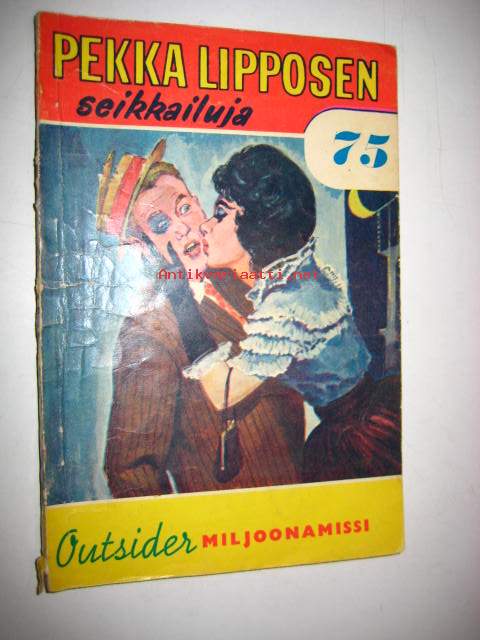 PEKKA LIPPOSEN
seikkailuja
75
Antikvariaatti.net
Outsider MILJOONAMISSI